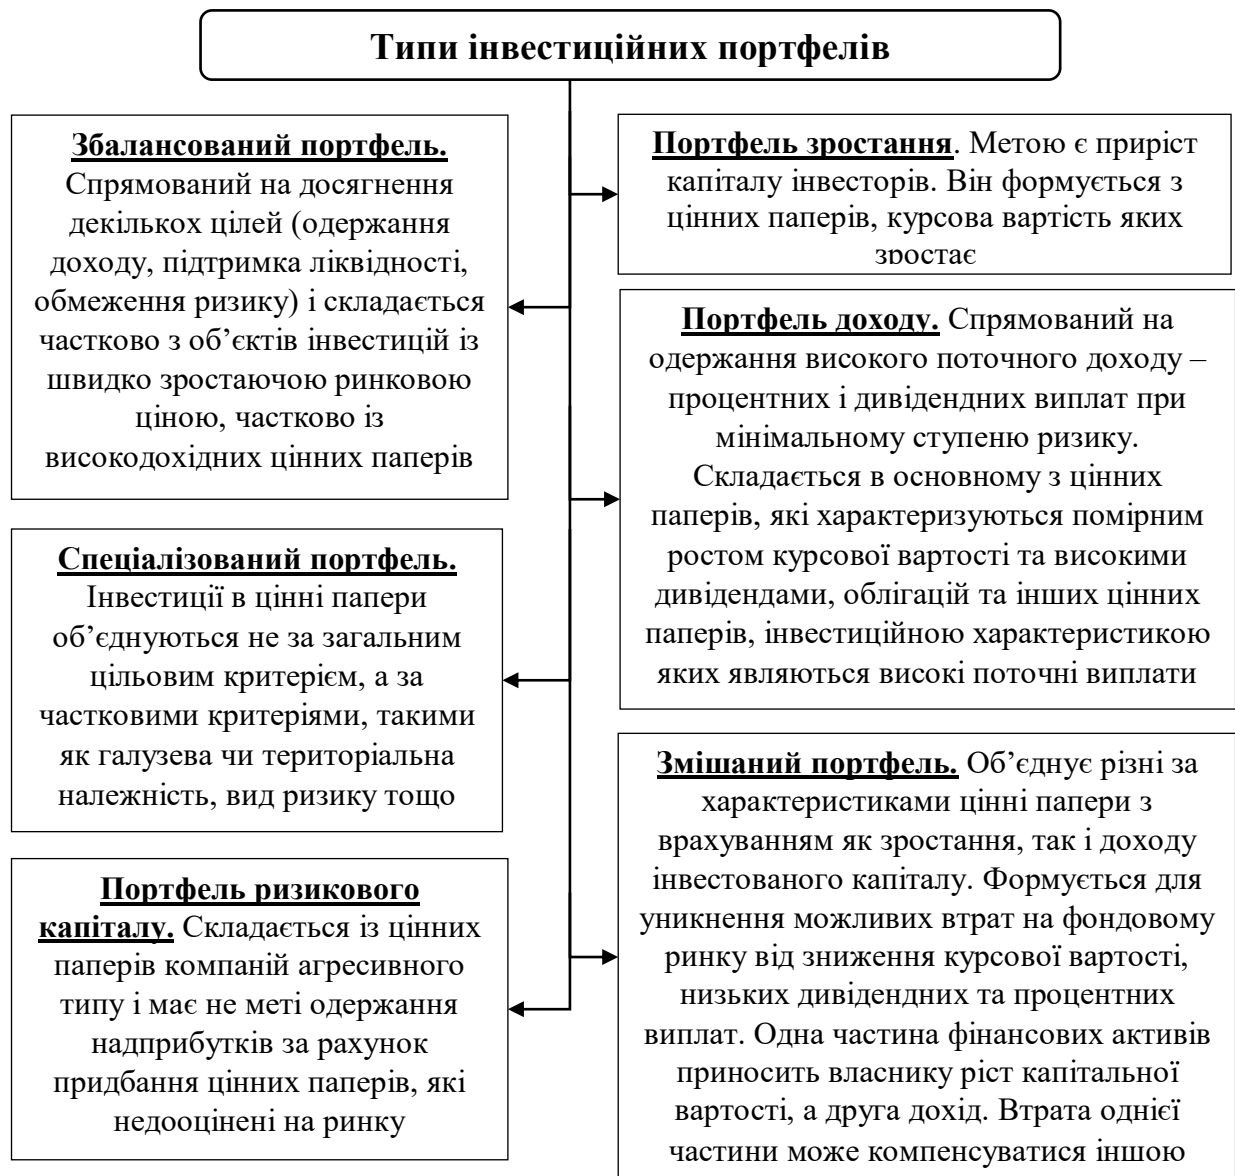 Типи інвестиційних портфелів
Збалансований портфель.
Спрямований на досягнення
декількох цілей (одержання
доходу, підтримка ліквідності,
обмеження ризику) і складається
частково з об’єктів інвестицій із
швидко зростаючою ринковою
ціною, частково із
високодохідних цінних паперів
Портфель зростання. Метою є приріст
капіталу інвесторів. Він формується з
цінних паперів, курсова вартість яких
зростає
Портфель доходу. Спрямований на
одержання високого поточного доходу –
процентних і дивідендних виплат при
мінімальному ступеню ризику.
Складається в основному з цінних
паперів, які характеризуються помірним
ростом курсової вартості та високими
дивідендами, облігацій та інших цінних
паперів, інвестиційною характеристикою
яких являються високі поточні виплати
Спеціалізований портфель.
Інвестиції в цінні папери
об’єднуються не за загальним
цільовим критерієм, а за
частковими критеріями, такими
як галузева чи територіальна
належність, вид ризику тощо
Змішаний портфель. Об’єднує різні за
характеристиками цінні папери з
врахуванням як зростання, так і доходу
інвестованого капіталу. Формується для
уникнення можливих втрат на фондовому
ринку від зниження курсової вартості,
низьких дивідендних та процентних
виплат. Одна частина фінансових активів
приносить власнику ріст капітальної
вартості, а друга дохід. Втрата однієї
частини може компенсуватися іншою
Портфель ризикового
капіталу. Складається із цінних
паперів компаній агресивного
типу і має не меті одержання
надприбутків за рахунок
придбання цінних паперів, які
недооцінені на ринку